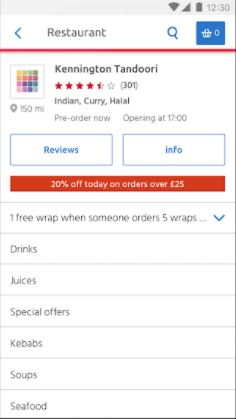 12:30
Restaurant
0
Kennington Tandoori
(301)
Indian, Curry, Halal
150 mi
Pre-order now Opening at 17:00
Reviews
info
20% off today on orders over £25
1 free wrap when someone orders 5 wraps ...
Drinks
Juices
Special offers
Kebabs
Soups
Seafood